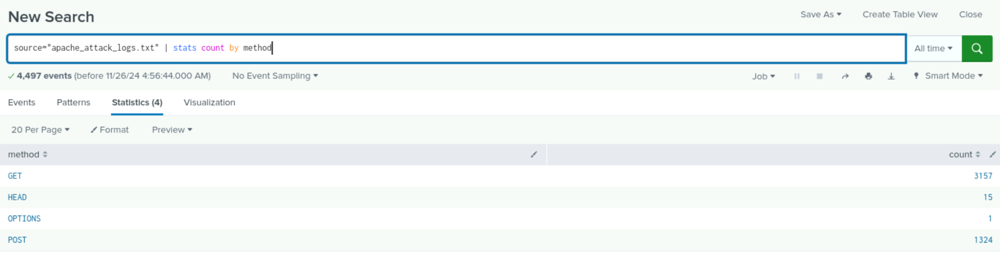 New Search
Save As Create Table View Close
source="apache_attack_logs.txt" | stats count by method
All time
4,497 events (before 11/26/24 4:56:44.000 AM) No Event Sampling
Job Smart Mode
Events Patterns Statistics (4) Visualization
20 Per Page Format Preview
method count
GET 3157
HEAD 15
OPTIONS 1
POST 1324